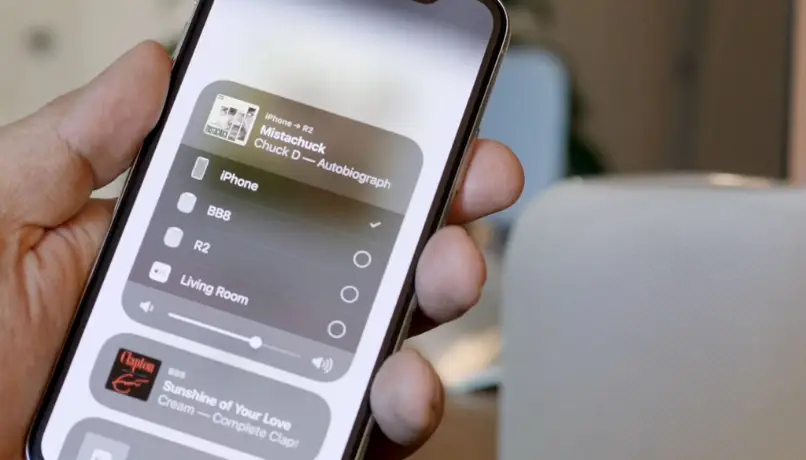 iPhone → R2
Mistachuck
Chuck D — Autobiograph
iPhone
BB8
R2
Living Room
Clapton
BB8
Sunshine of Your Love
Cream — Complete Clap